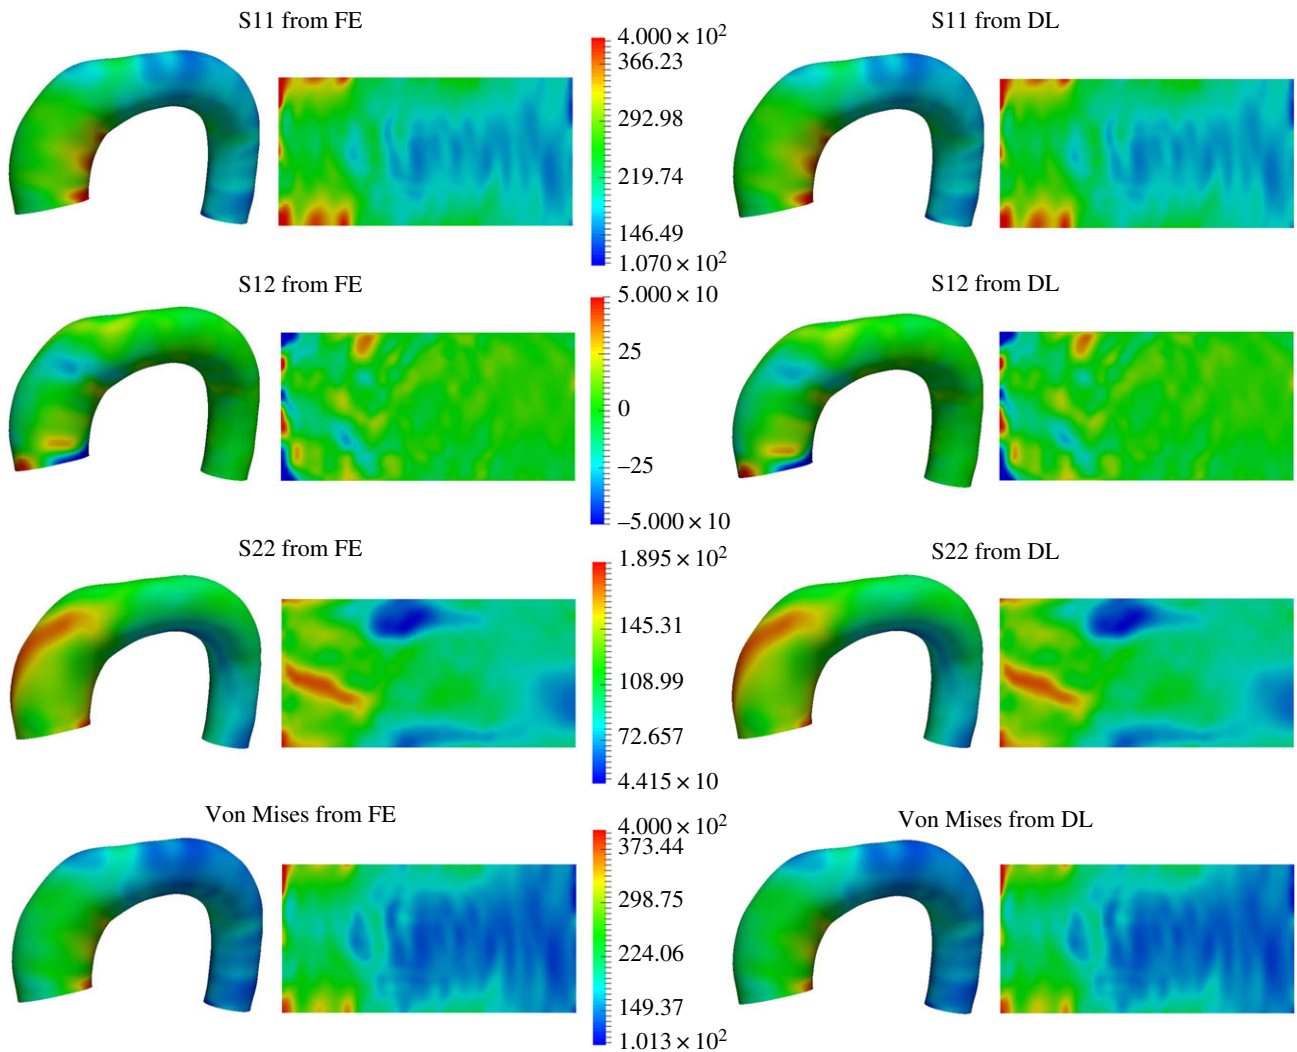 S11 from FE
S11 from DL
4.000 × 10²
366.23
292.98
219.74
146.49
1.070 × 10²
S12 from FE
S12 from DL
5.000 × 10
25
0
–25
–5.000 × 10
S22 from FE
S22 from DL
1.895 × 10²
145.31
108.99
72.657
4.415 × 10
Von Mises from FE
Von Mises from DL
4.000 × 10²
373.44
298.75
224.06
149.37
1.013 × 10²